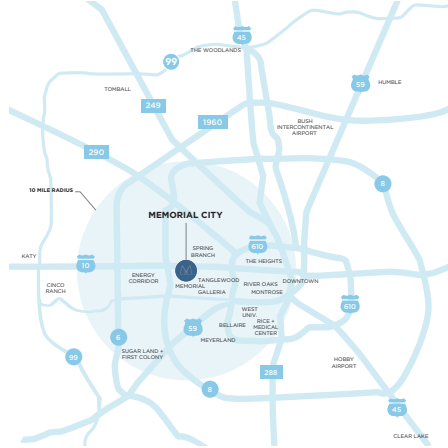 45
THE WOODLANDS
99
59
HUMBLE
TOMBALL
249
1960
BUSH
INTERCONTINENTAL
AIRPORT
290
8
10 MILE RADIUS
MEMORIAL CITY
SPRING
BRANCH
610
KATY
10
THE HEIGHTS
ENERGY
CORRIDOR
MEMORIAL
TANGLEWOOD
GALLERIA
RIVER OAKS
MONTROSE
DOWNTOWN
CINCO
RANCH
610
WEST
UNIV.
59
BELLAIRE
RICE +
MEDICAL
CENTER
6
MEYERLAND
99
SUGAR LAND +
FIRST COLONY
HOBBY
AIRPORT
288
8
45
CLEAR LAKE